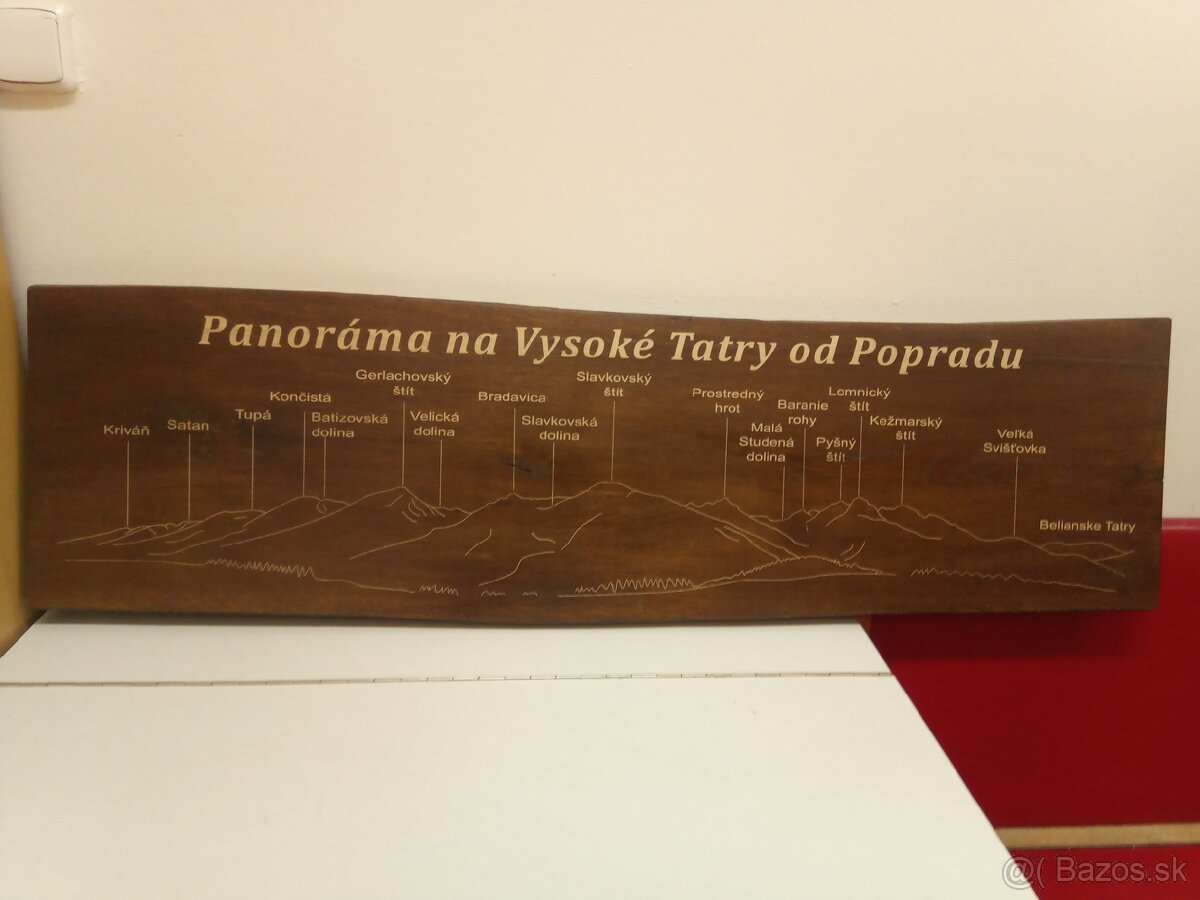 Panoráma na Vysoké Tatry od Popradu
Kriváň
Satan
Tupá
Končistá
Batizovská
dolina
Gerlachovský
štít
Velická
dolina
Bradavica
Slavkovská
dolina
Slavkovský
štít
Prostredný
hrot
Malá
Studená
dolina
Baranie
rohy
Pyšný
štít
Lomnický
štít
Kežmarský
štít
Veľká
Svišťovka
Belianske Tatry
@( Bazos.sk